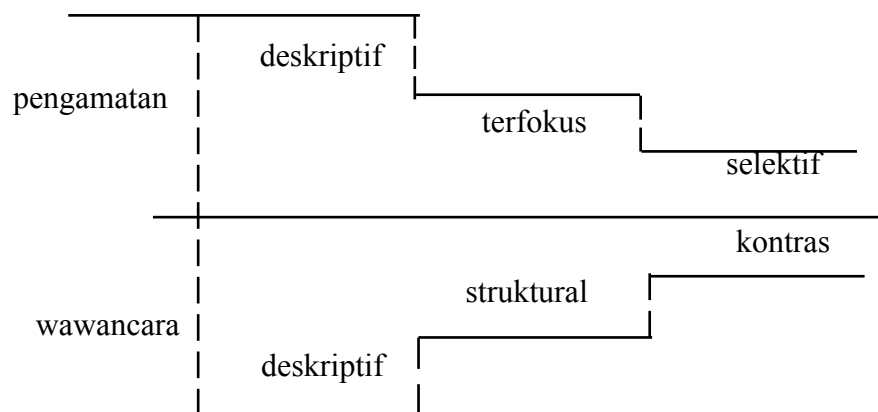 deskriptif
pengamatan
terfokus
selektif
kontras
struktural
wawancara
deskriptif